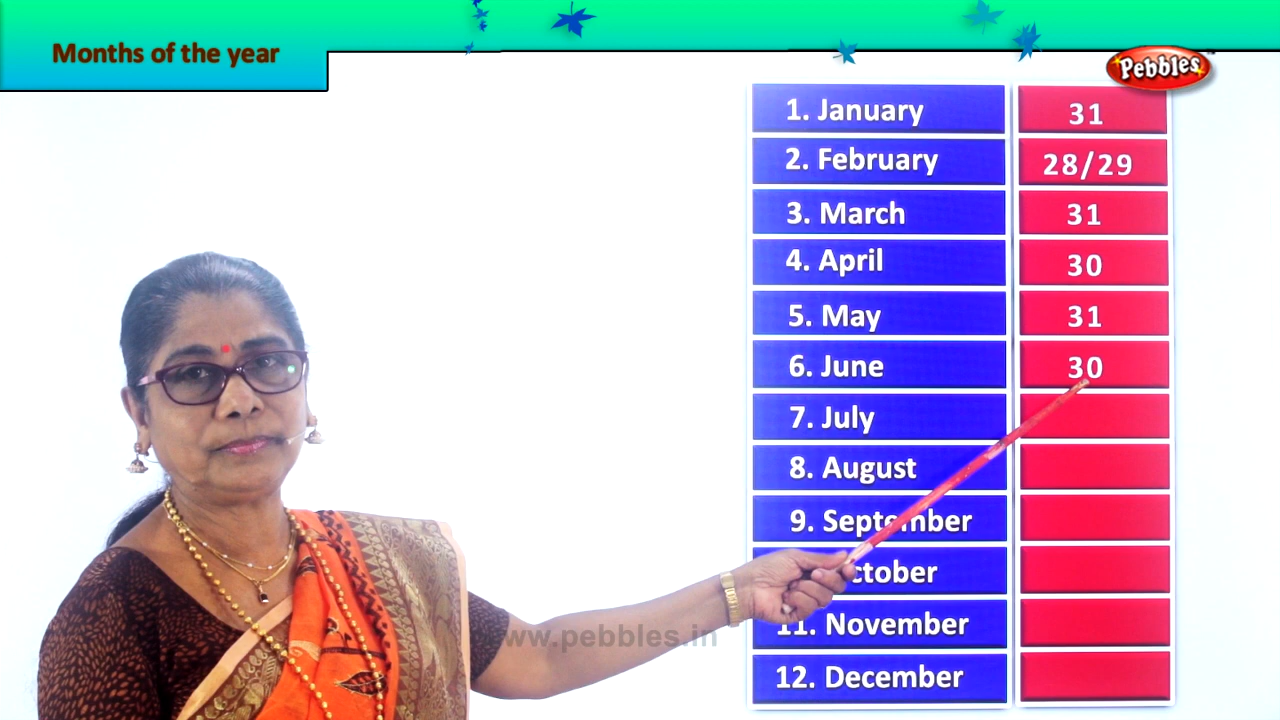 Months of the year
Pebbles
1. January 31
2. February 28/29
3. March 31
4. April 30
5. May 31
6. June 30
7. July
8. August
9. September
ctober
11. November
12. December
www.pebbles.in